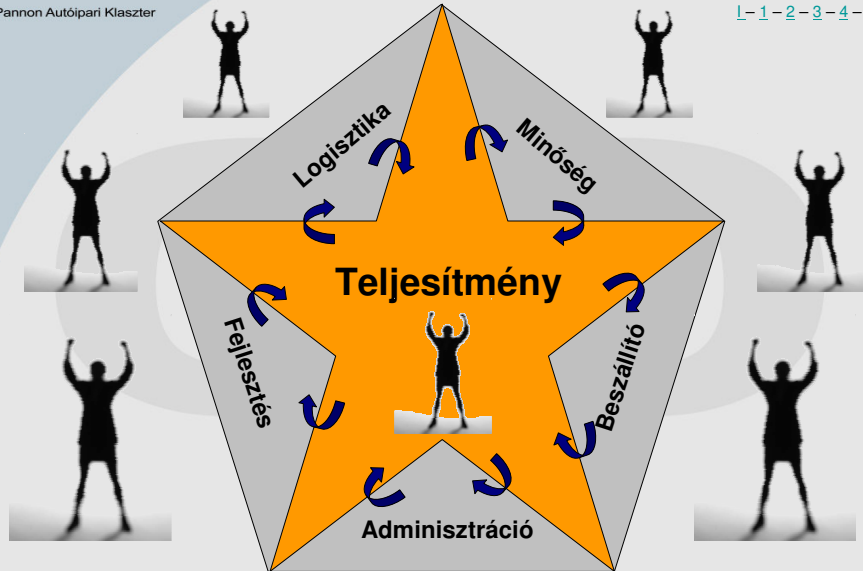 Pannon Autóipari Klaszter
I – 1 – 2 – 3 – 4 –
Logisztika
Minőség
Teljesítmény
Fejlesztés
Beszállító
Adminisztráció